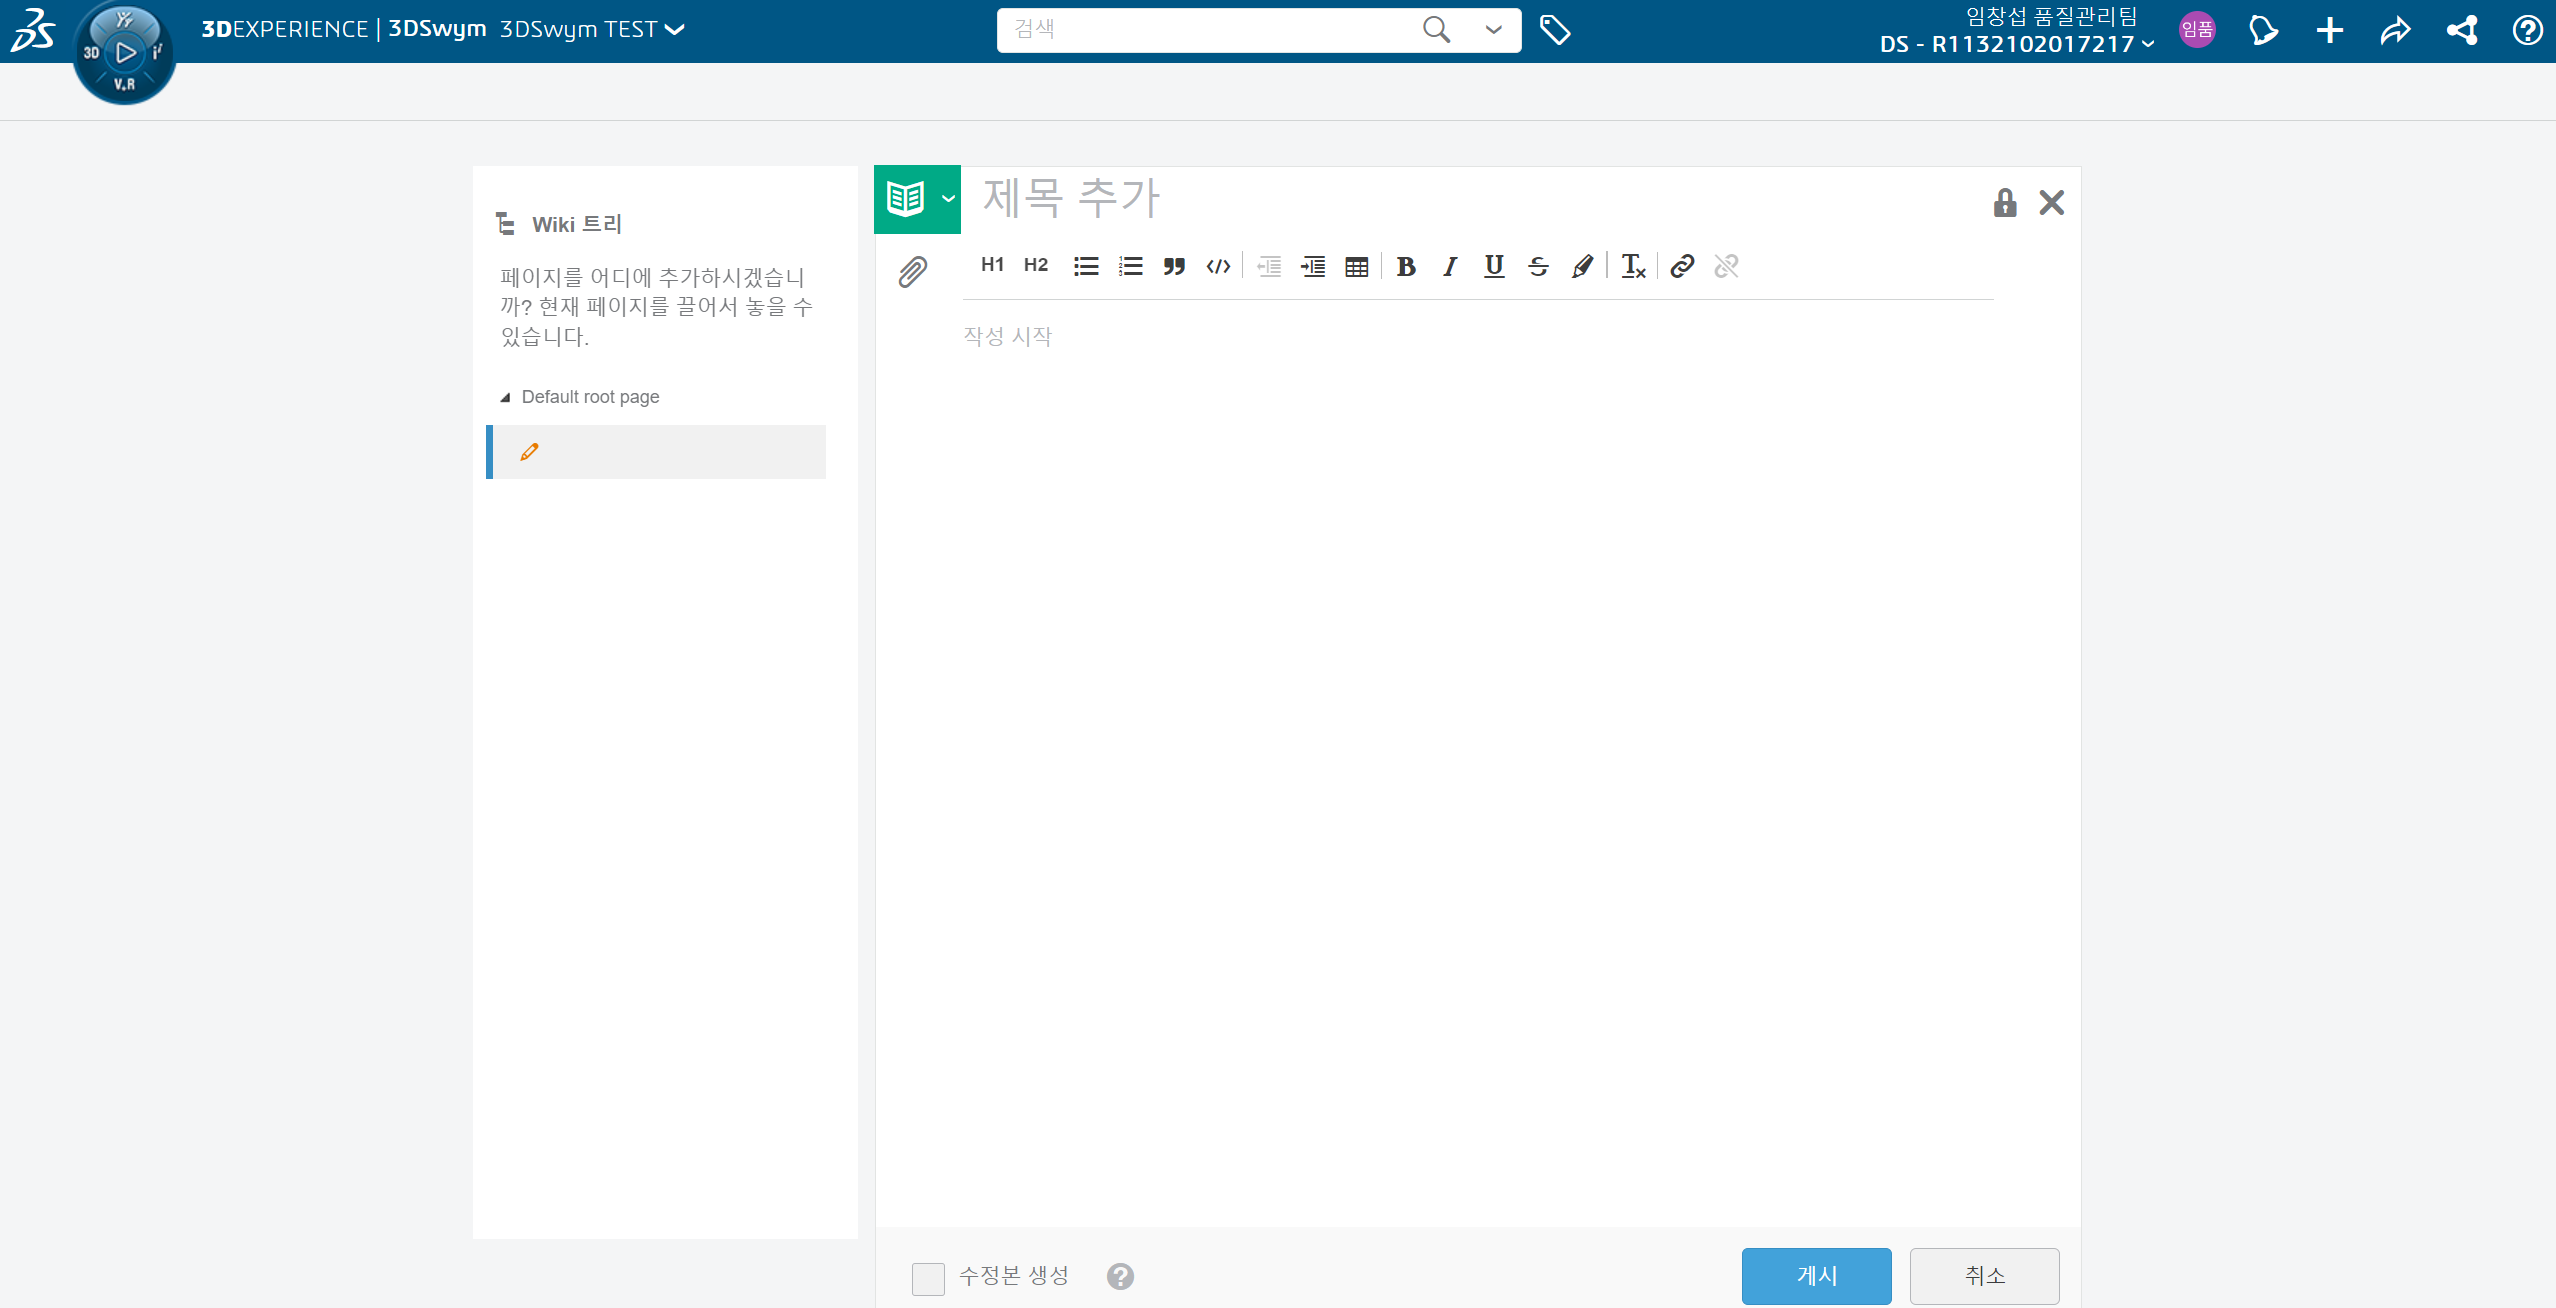 3DEXPERIENCE | 3DSwym 3DSwym TEST
검색
임창섭 품질관리팀
DS - R1132102017217
임품
3D
V.R
Wiki 트리
페이지를 어디에 추가하시겠습니
까? 현재 페이지를 끌어서 놓을 수
있습니다.
Default root page
제목 추가
H1 H2
작성 시작
수정본 생성
게시
취소